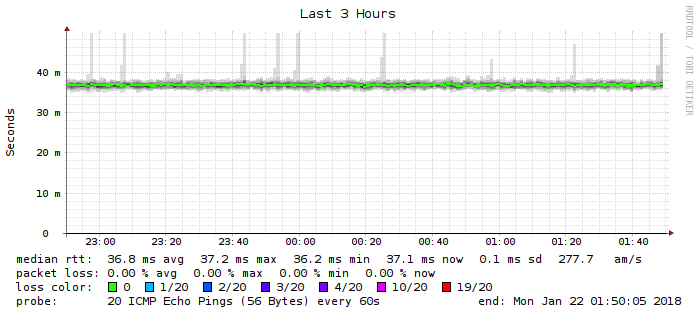 Last 3 Hours
RRDTOOL / TOBI OETIKER
Seconds
40 m
30 m
20 m
10 m
0
23:00 23:20 23:40 00:00 00:20 00:40 01:00 01:20 01:40
median rtt: 36.8 ms avg 37.2 ms max 36.2 ms min 37.1 ms now 0.1 ms sd 277.7 am/s
packet loss: 0.00 % avg 0.00 % max 0.00 % min 0.00 % now
loss color: 0 1/20 2/20 3/20 4/20 10/20 19/20
probe: 20 ICMP Echo Pings (56 Bytes) every 60s end: Mon Jan 22 01:50:05 2018